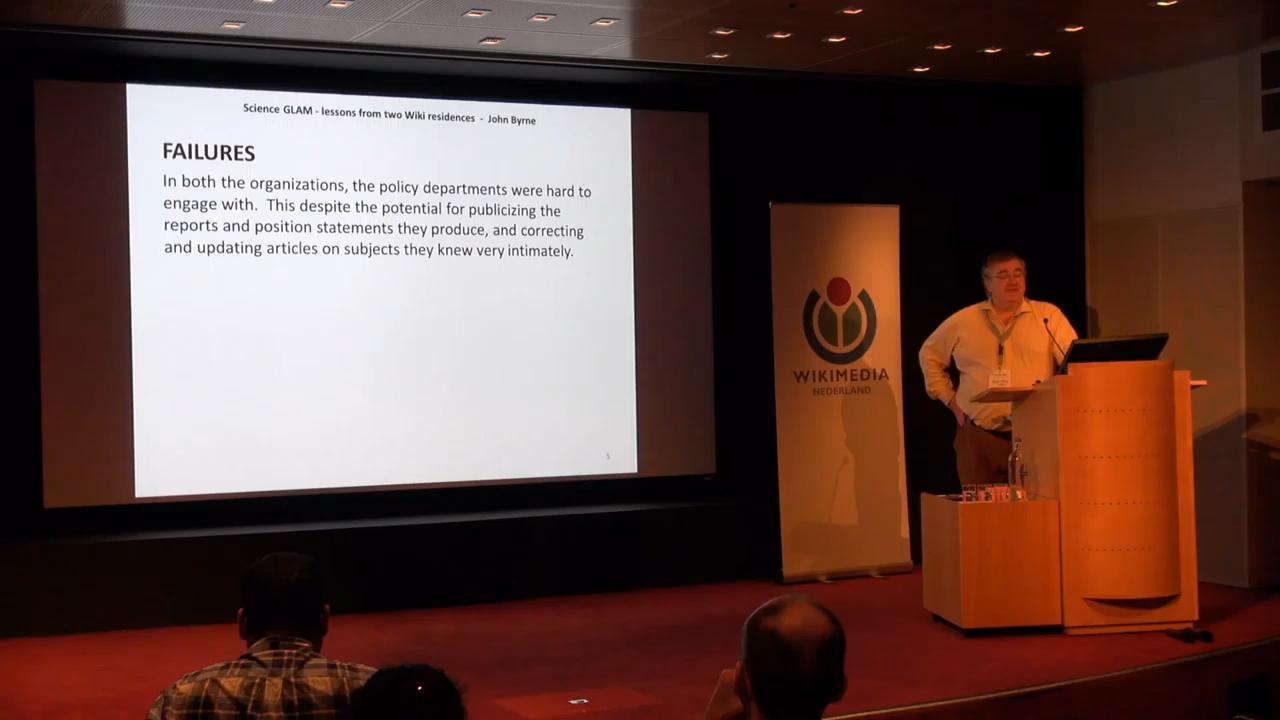 Science GLAM - lessons from two Wiki residences - John Byrne
FAILURES
In both the organizations, the policy departments were hard to
engage with. This despite the potential for publicizing the
reports and position statements they produce, and correcting
and updating articles on subjects they knew very intimately.
5
WIKIMEDIA
NEDERLAND